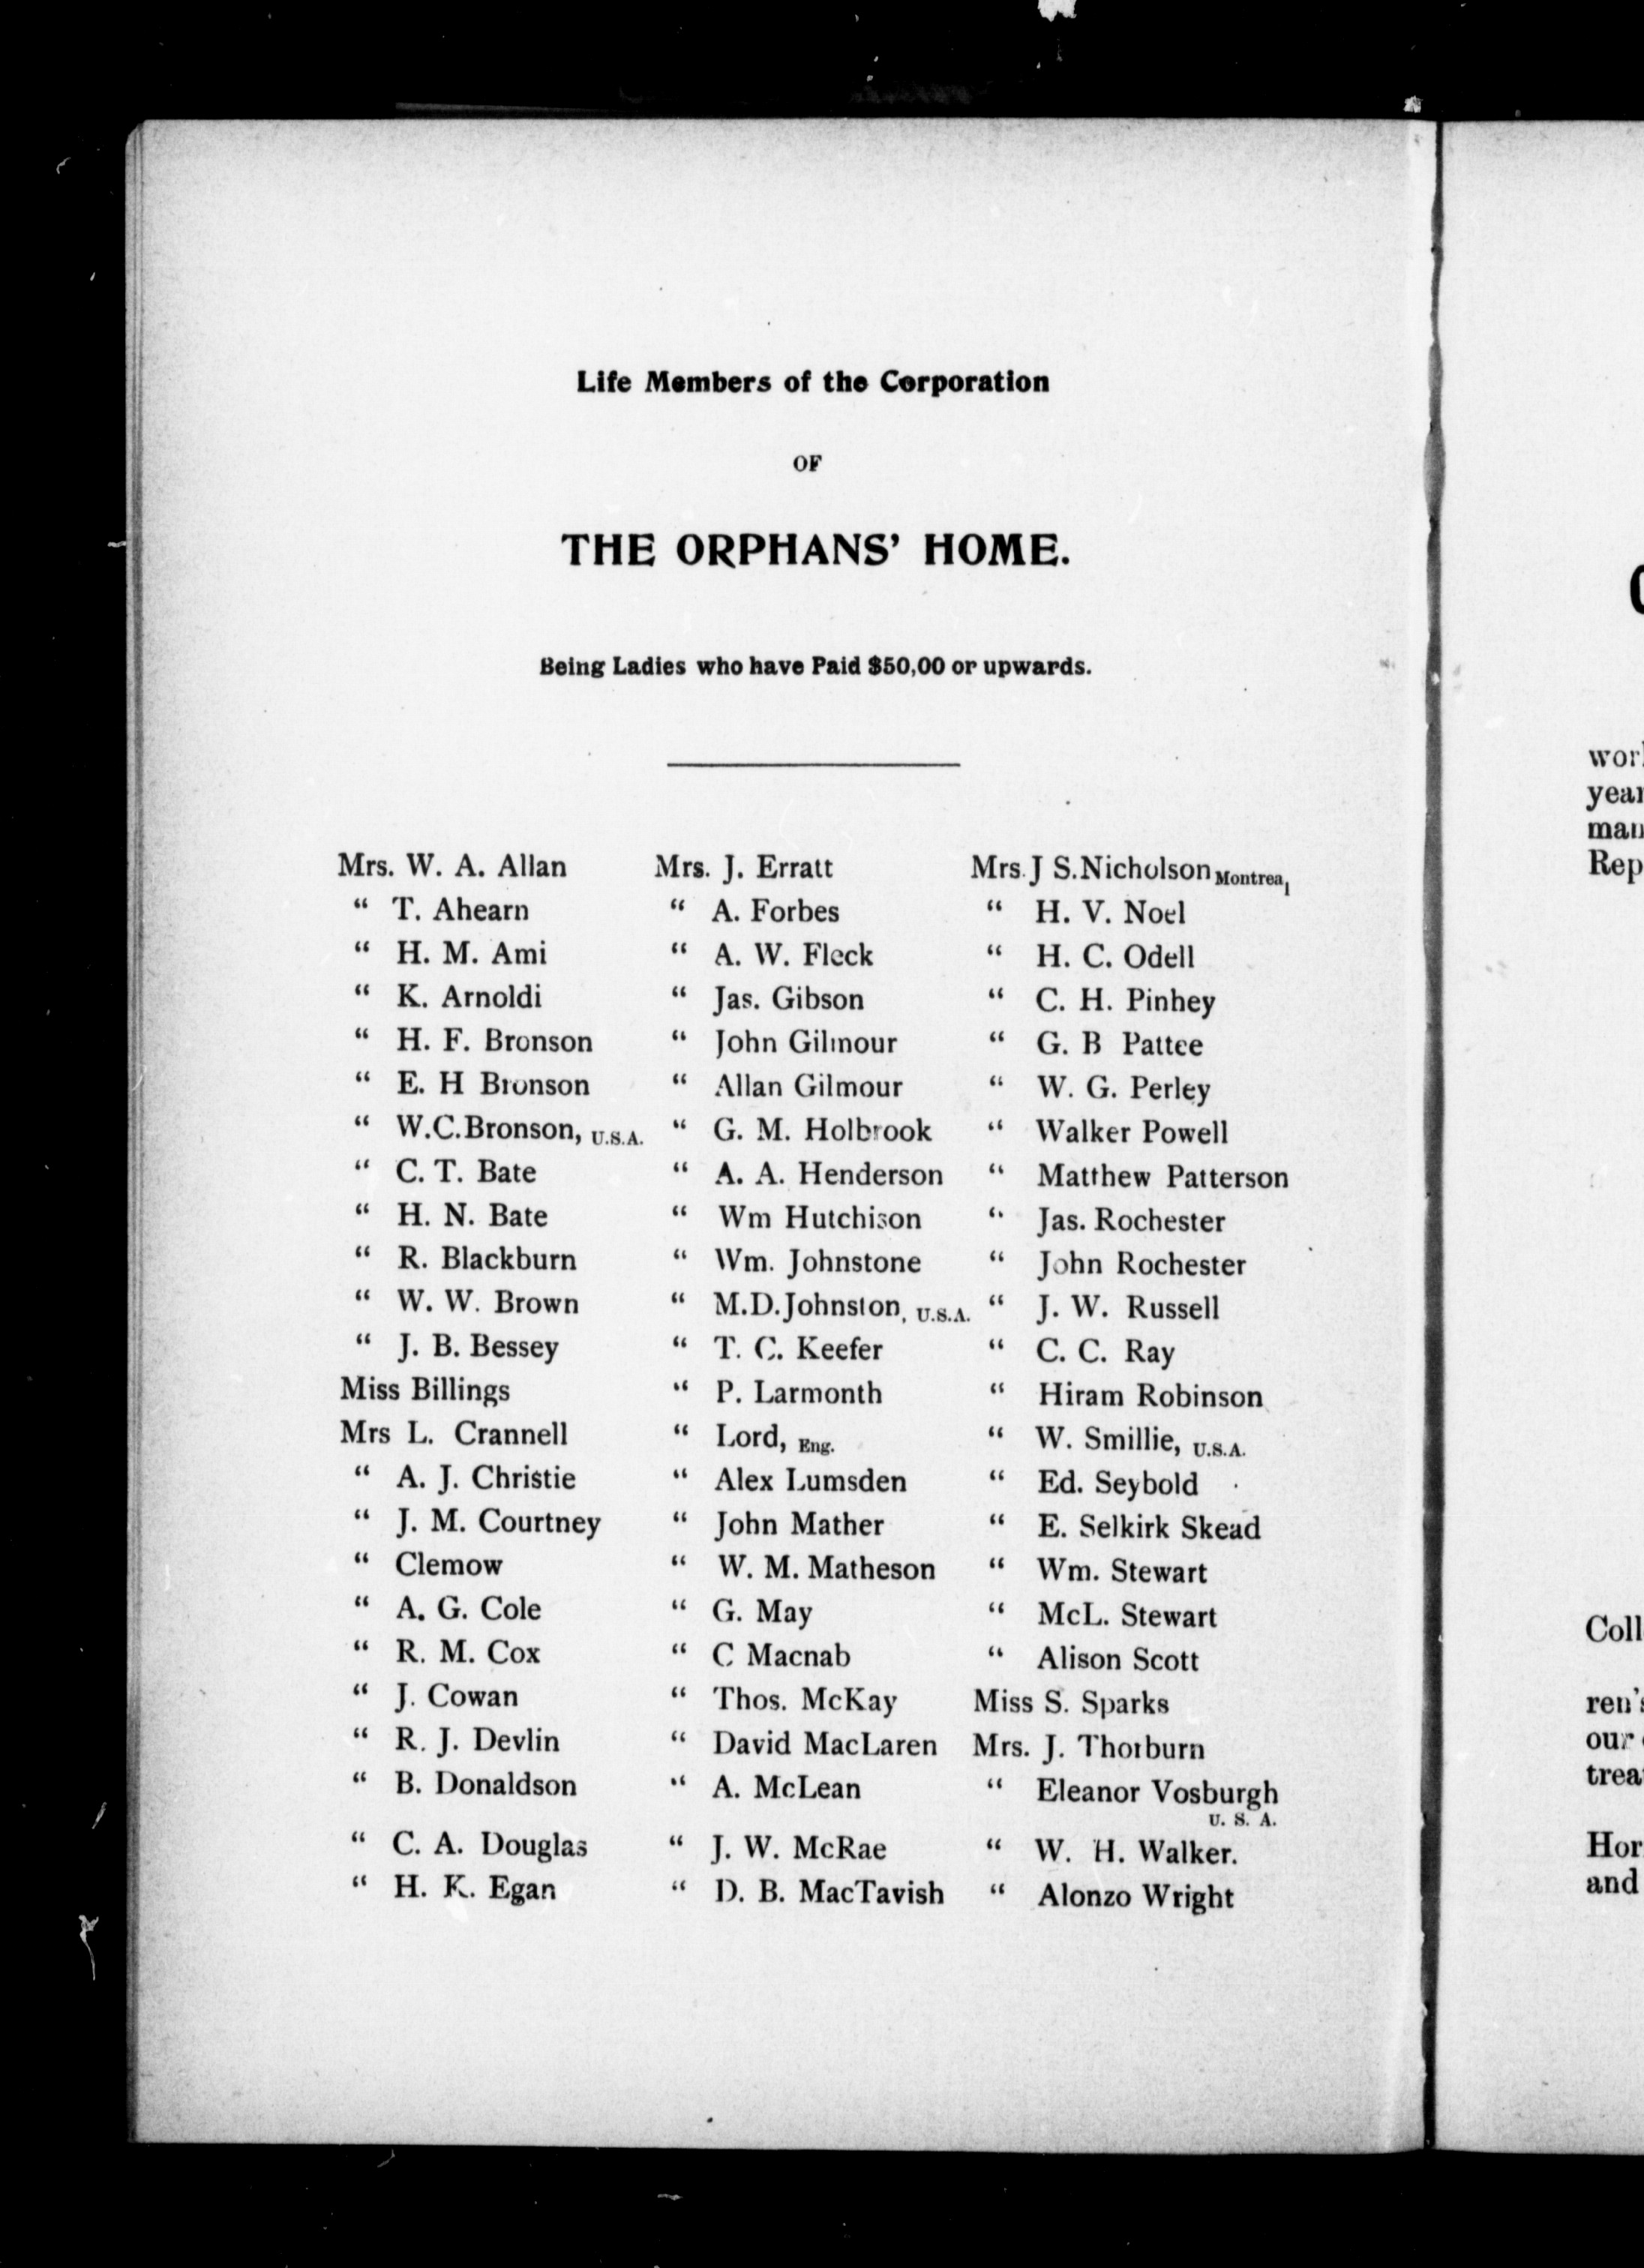 Life Members of the Corporation
OF
THE ORPHANS' HOME.
Being Ladies who have Paid $50,00 or upwards.
Mrs. W. A. Allan
“ T. Ahearn
“ H. M. Ami
“ K. Arnoldi
“ H. F. Bronson
“ E. H Bronson
“ W.C.Bronson, U.S.A.
“ C. T. Bate
“ H. N. Bate
“ R. Blackburn
“ W. W. Brown
“ J. B. Bessey
Miss Billings
Mrs L. Crannell
“ A. J. Christie
“ J. M. Courtney
“ Clemow
“ A. G. Cole
“ R. M. Cox
“ J. Cowan
“ R. J. Devlin
“ B. Donaldson
“ C. A. Douglas
“ H. K. Egan
Mrs. J. Erratt
“ A. Forbes
“ A. W. Fleck
“ Jas. Gibson
“ John Gilmour
“ Allan Gilmour
“ G. M. Holbrook
“ A. A. Henderson
“ Wm Hutchison
“ Wm. Johnstone
“ M.D.Johnston, U.S.A.
“ T. C. Keefer
“ P. Larmonth
“ Lord, Eng.
“ Alex Lumsden
“ John Mather
“ W. M. Matheson
“ G. May
“ C Macnab
“ Thos. McKay
“ David MacLaren
“ A. McLean
“ J. W. McRae
“ D. B. MacTavish
Mrs. J S. Nicholson Montreal
“ H. V. Noel
“ H. C. Odell
“ C. H. Pinhey
“ G. B Pattee
“ W. G. Perley
“ Walker Powell
“ Matthew Patterson
“ Jas. Rochester
“ John Rochester
“ J. W. Russell
“ C. C. Ray
“ Hiram Robinson
“ W. Smillie, U.S.A.
“ Ed. Seybold
“ E. Selkirk Skead
“ Wm. Stewart
“ McL. Stewart
“ Alison Scott
Miss S. Sparks
Mrs. J. Thorburn
“ Eleanor Vosburgh
U. S. A.
“ W. H. Walker.
“ Alonzo Wright
Rep
Coll
ren's
our
Hor
and